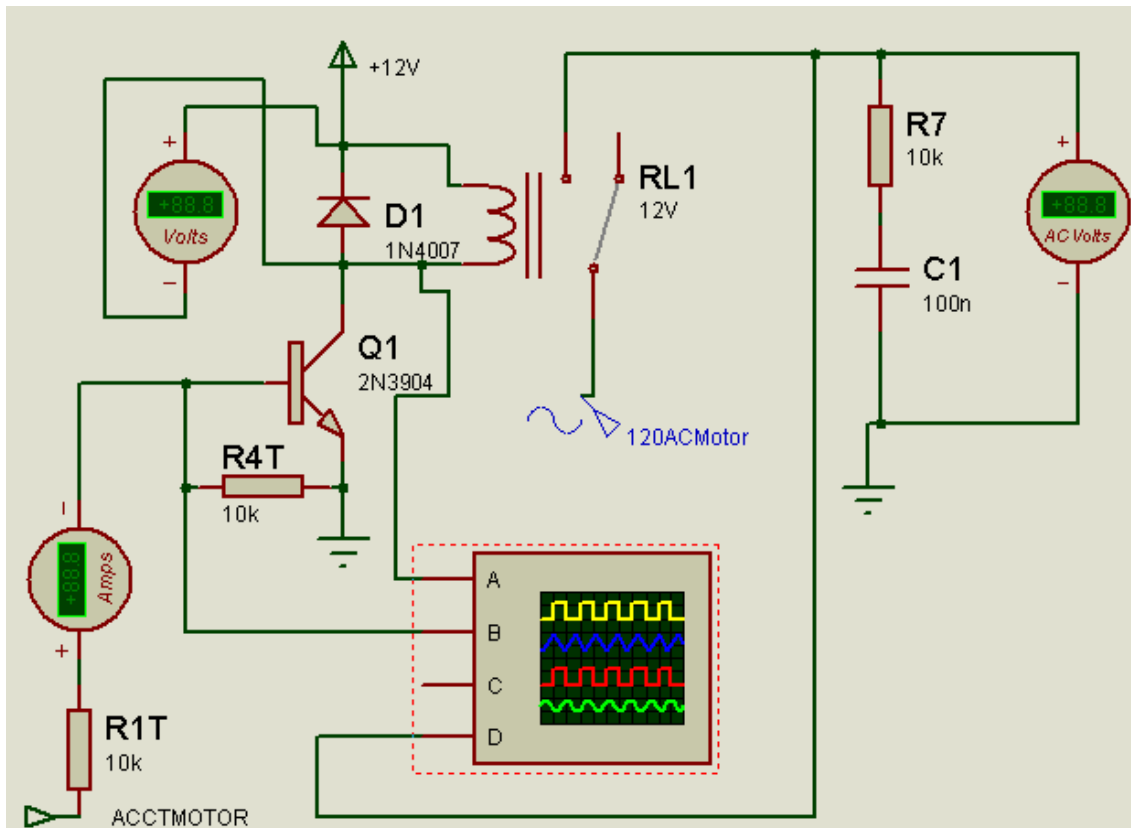 +12V
+
+88.8
Volts
−
D1
1N4007
RL1
12V
R7
10k
+
+88.8
AC Volts
−
C1
100n
Q1
2N3904
120ACMotor
R4T
10k
−
+88.8
Amps
+
A
B
C
D
R1T
10k
ACCTMOTOR